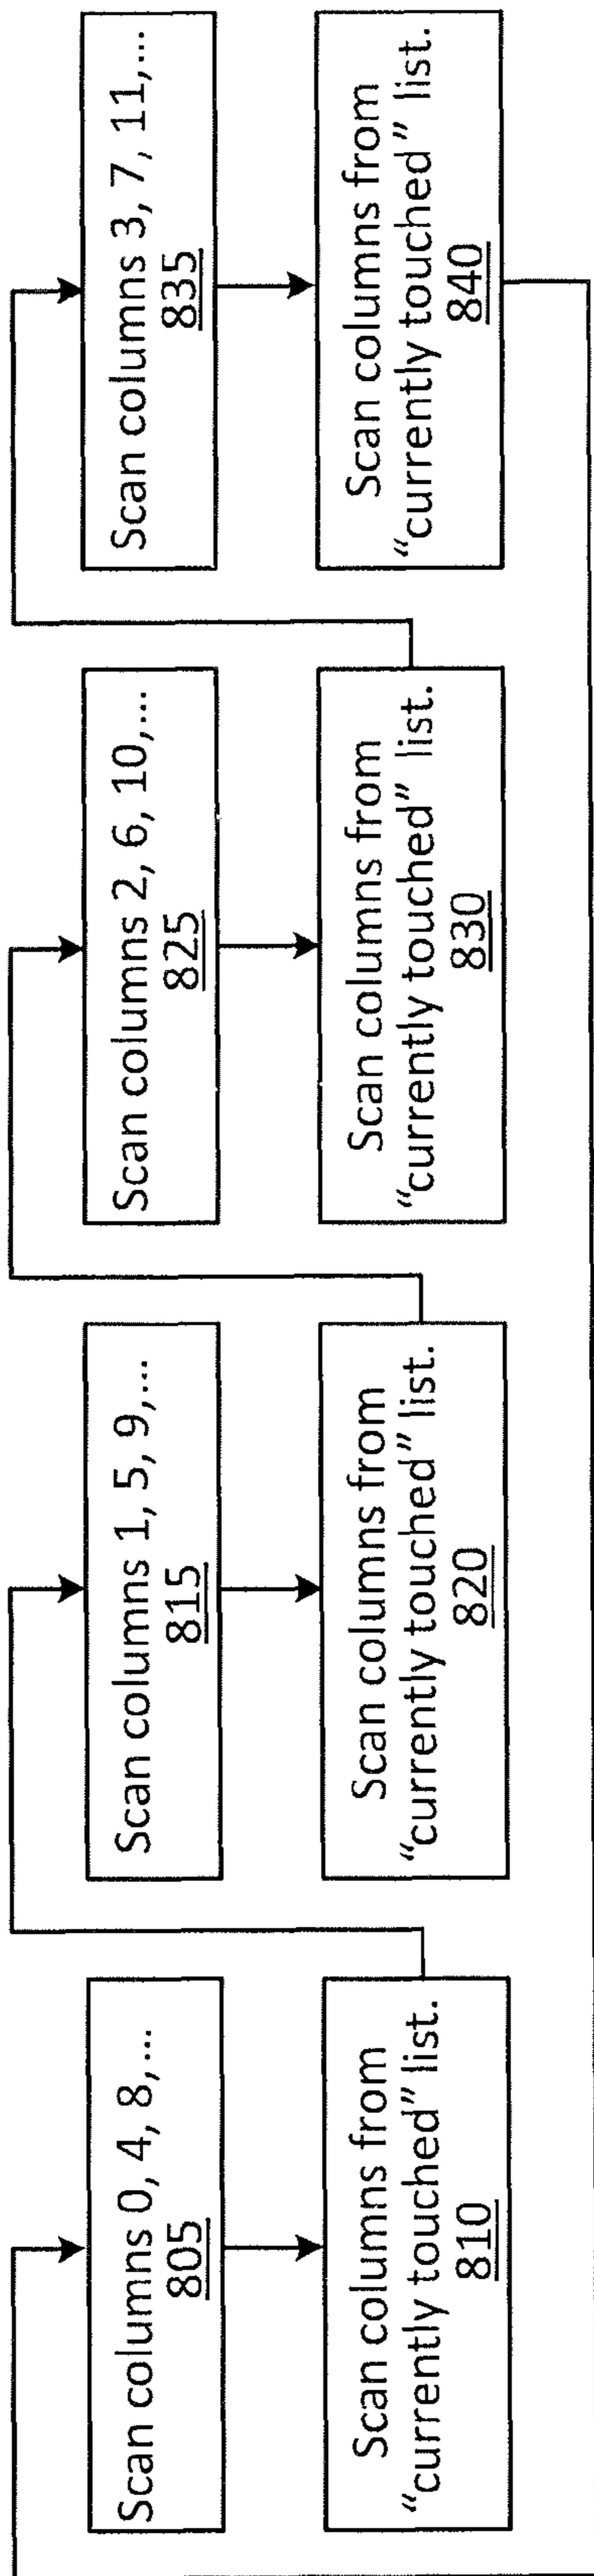 Scan columns 0, 4, 8,...
805
Scan columns from
“currently touched” list.
810
Scan columns 1, 5, 9,...
815
Scan columns from
“currently touched” list.
820
Scan columns 2, 6, 10,...
825
Scan columns from
“currently touched” list.
830
Scan columns 3, 7, 11,...
835
Scan columns from
“currently touched” list.
840